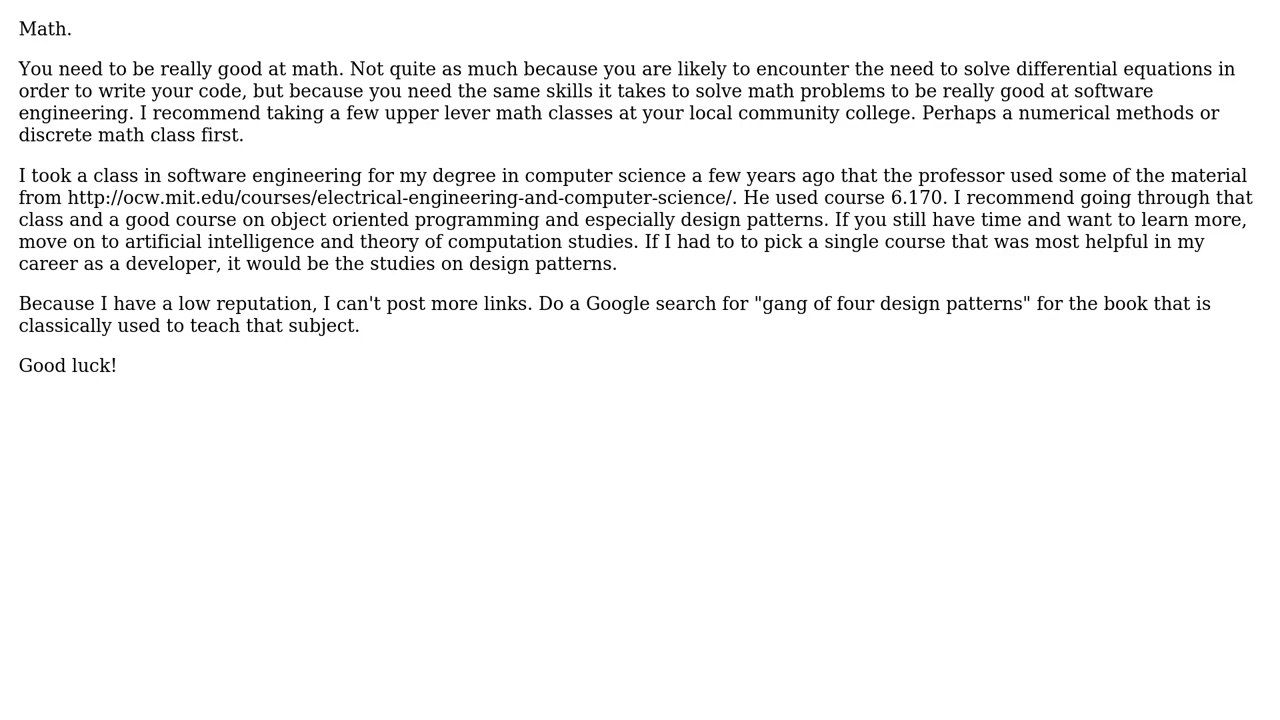 Math.
You need to be really good at math. Not quite as much because you are likely to encounter the need to solve differential equations in
order to write your code, but because you need the same skills it takes to solve math problems to be really good at software
engineering. I recommend taking a few upper lever math classes at your local community college. Perhaps a numerical methods or
discrete math class first.
I took a class in software engineering for my degree in computer science a few years ago that the professor used some of the material
from http://ocw.mit.edu/courses/electrical-engineering-and-computer-science/. He used course 6.170. I recommend going through that
class and a good course on object oriented programming and especially design patterns. If you still have time and want to learn more,
move on to artificial intelligence and theory of computation studies. If I had to to pick a single course that was most helpful in my
career as a developer, it would be the studies on design patterns.
Because I have a low reputation, I can't post more links. Do a Google search for "gang of four design patterns" for the book that is
classically used to teach that subject.
Good luck!